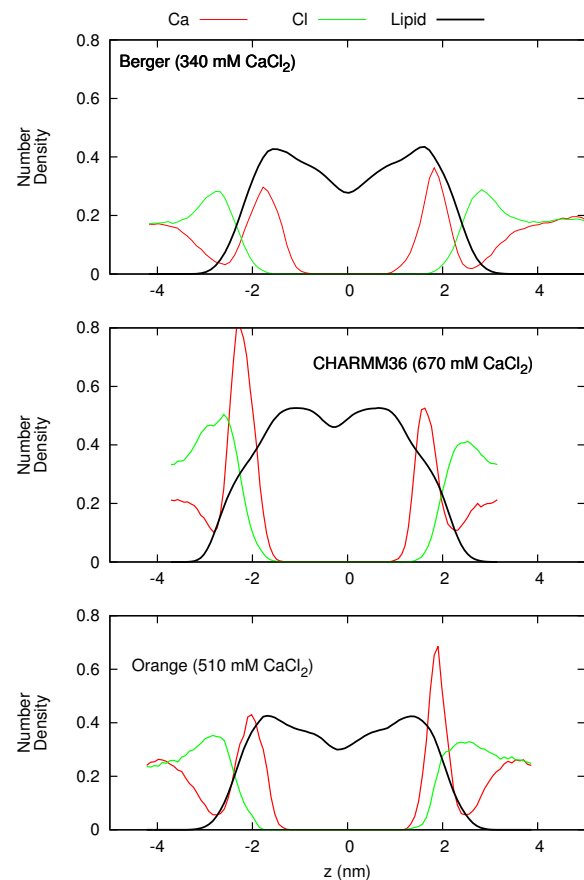 Ca Cl Lipid
Berger (340 mM CaCl2)
Number
Density
0.8
0.6
0.4
0.2
0
-4 -2 0 2 4
CHARMM36 (670 mM CaCl2)
Number
Density
0.8
0.6
0.4
0.2
0
-4 -2 0 2 4
Orange (510 mM CaCl2)
Number
Density
0.8
0.6
0.4
0.2
0
-4 -2 0 2 4
z (nm)